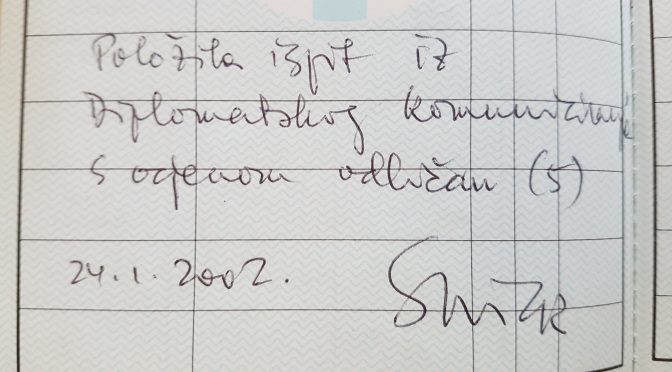 Položila ispit iz
Diplomatskog komuniciranja
s ocjenom odličan (5)
24.1.2002.